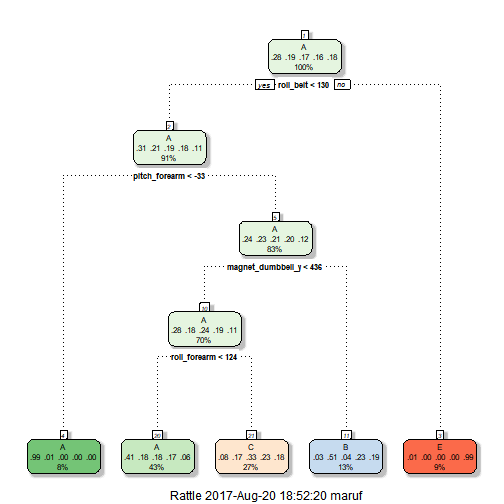 1
A
.28 .19 .17 .16 .18
100%
yes roll_belt < 130 no
2
A
.31 .21 .19 .18 .11
91%
pitch_forearm < -33
5
A
.24 .23 .21 .20 .12
83%
magnet_dumbbell_y < 436
10
A
.28 .18 .24 .19 .11
70%
roll_forearm < 124
4
A
.99 .01 .00 .00 .00
8%
20
A
.41 .18 .18 .17 .06
43%
21
C
.08 .17 .33 .23 .18
27%
11
B
.03 .51 .04 .23 .19
13%
3
E
.01 .00 .00 .00 .99
9%
Rattle 2017-Aug-20 18:52:20 maruf